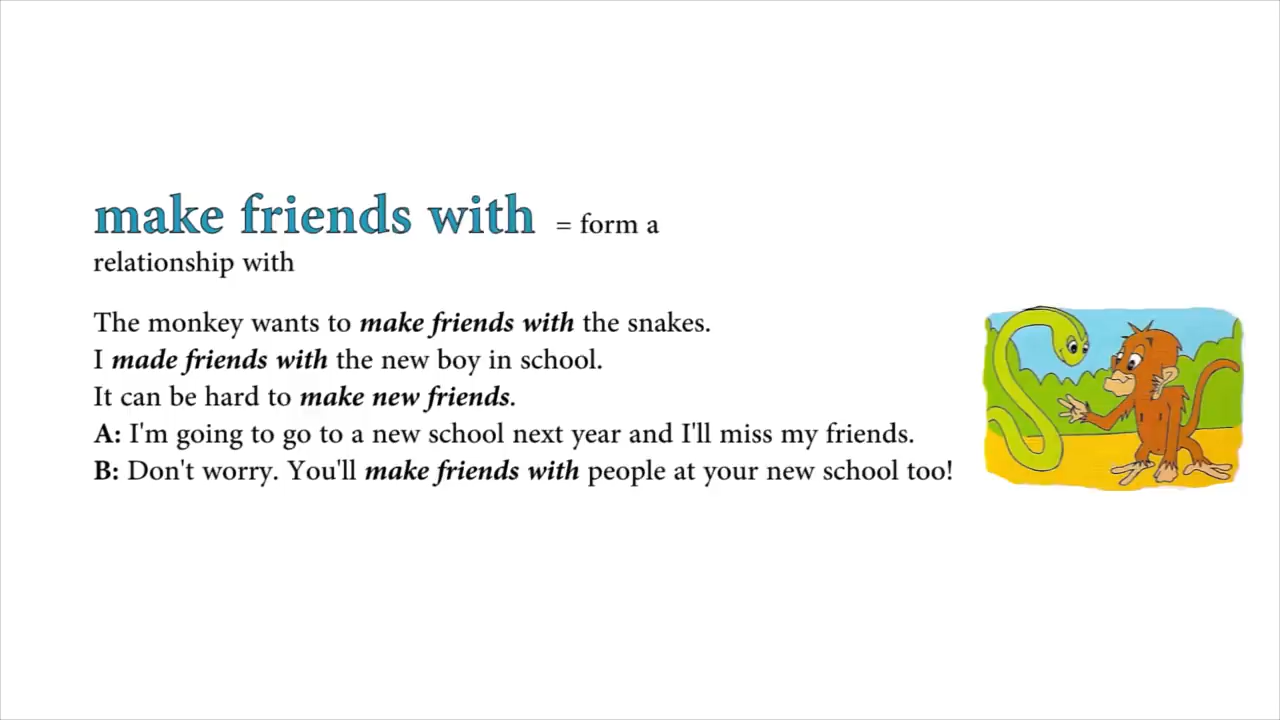 make friends with = form a
relationship with
The monkey wants to make friends with the snakes.
I made friends with the new boy in school.
It can be hard to make new friends.
A: I'm going to go to a new school next year and I'll miss my friends.
B: Don't worry. You'll make friends with people at your new school too!